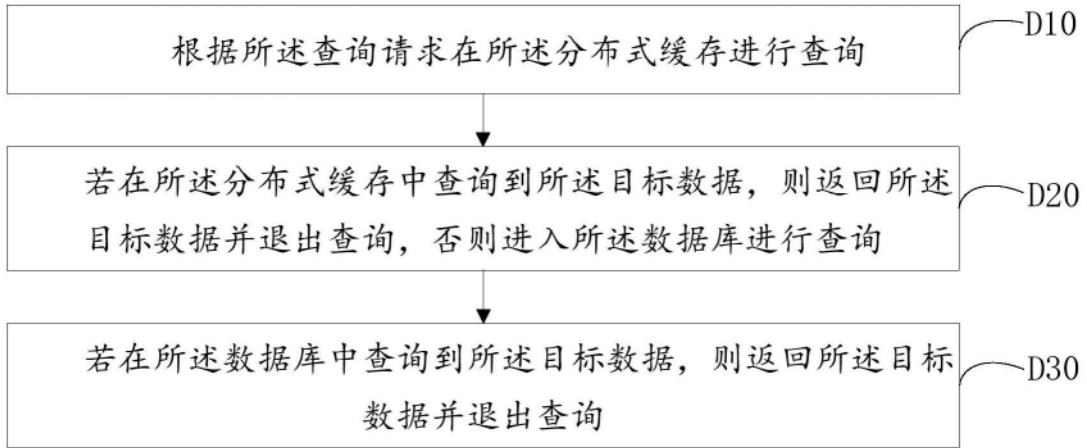 根据所述查询请求在所述分布式缓存进行查询
D10
若在所述分布式缓存中查询到所述目标数据，则返回所述
目标数据并退出查询，否则进入所述数据库进行查询
D20
若在所述数据库中查询到所述目标数据，则返回所述目标
数据并退出查询
D30